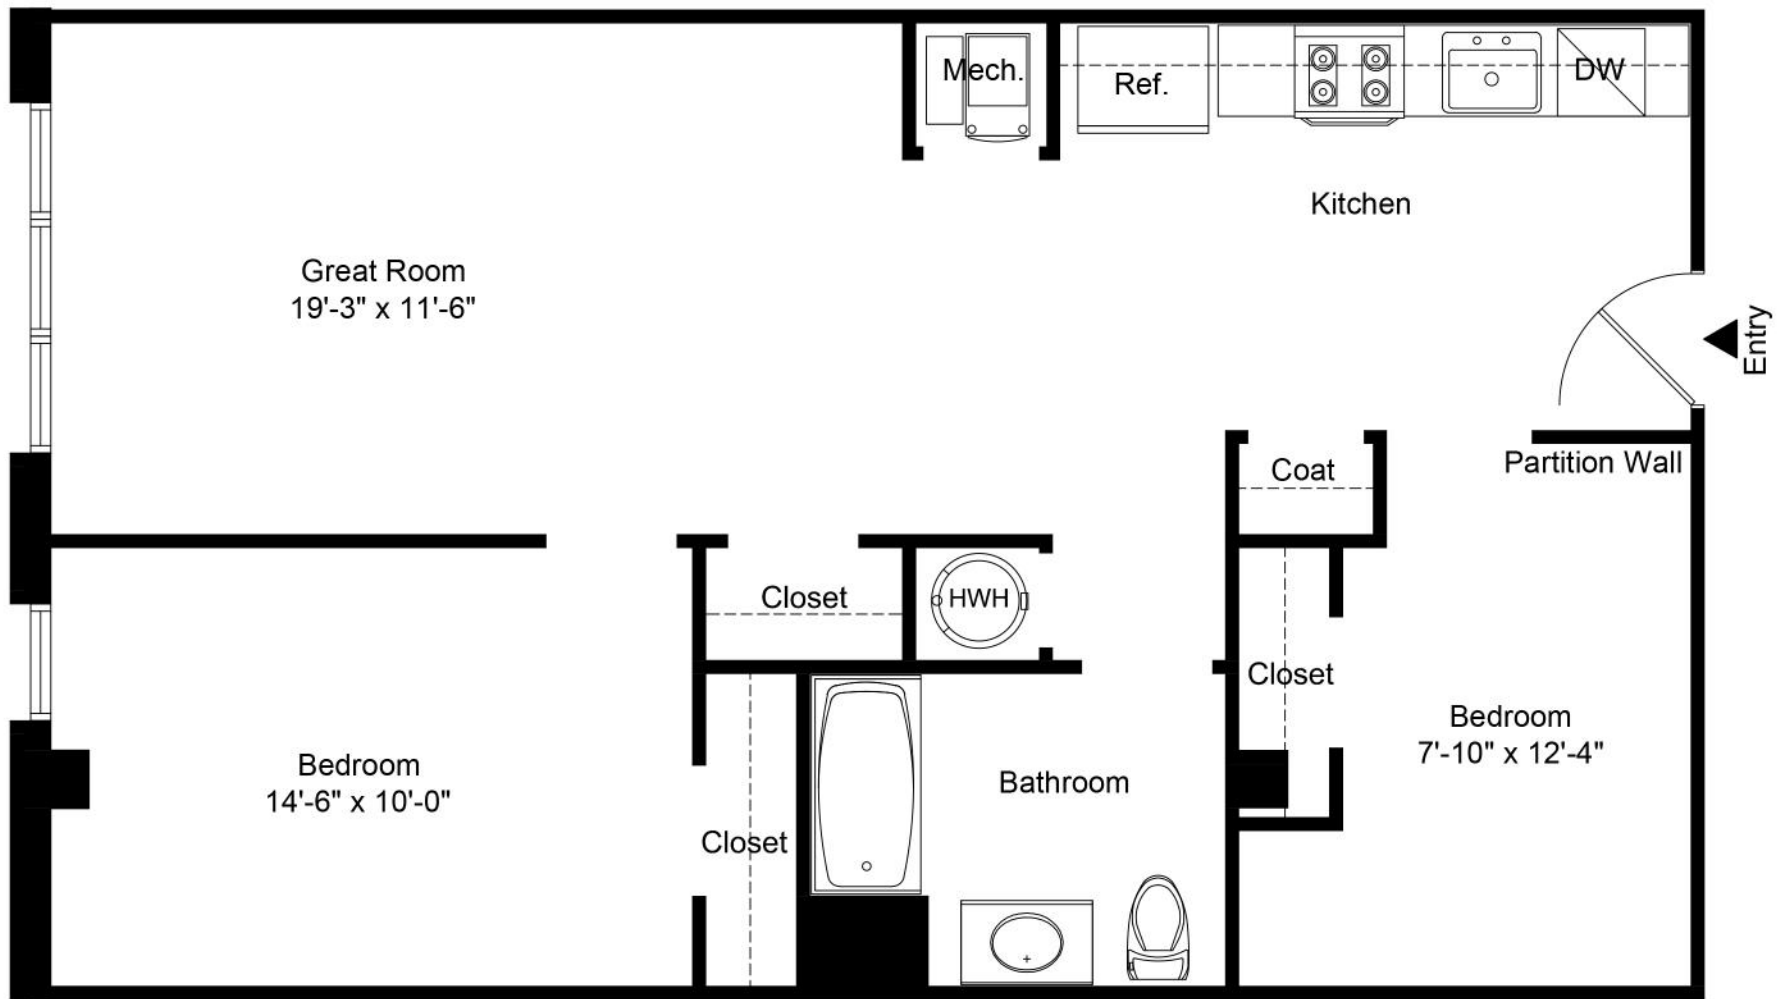 Mech.
Ref.
DW
Kitchen
Great Room
19'-3" x 11'-6"
Entry
Coat
Partition Wall
Closet
HWH
Closet
Bedroom
7'-10" x 12'-4"
Bedroom
14'-6" x 10'-0"
Bathroom
Closet